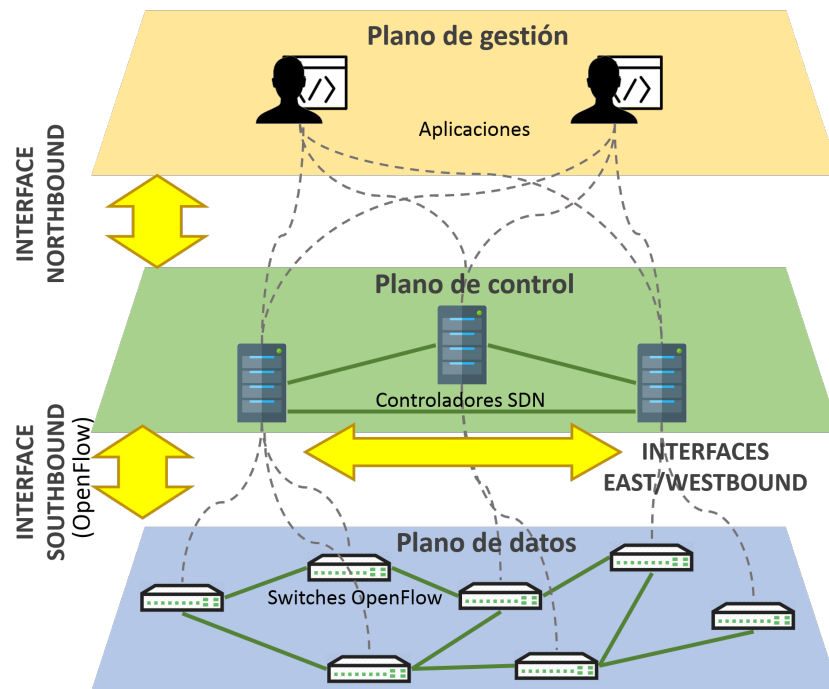 Plano de gestión
</>
</>
Aplicaciones
INTERFACE
NORTHBOUND
Plano de control
Controladores SDN
INTERFACE
SOUTHBOUND
(OpenFlow)
INTERFACES
EAST/WESTBOUND
Plano de datos
Switches OpenFlow